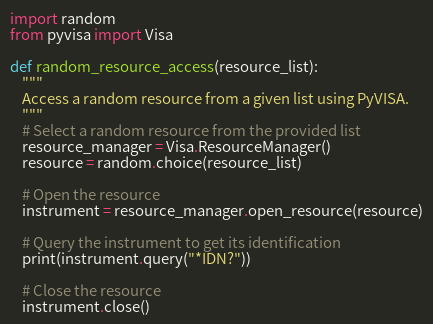 import random
from pyvisa import Visa

def random_resource_access(resource_list):
    """
    Access a random resource from a given list using PyVISA.
    """
    # Select a random resource from the provided list
    resource_manager = Visa.ResourceManager()
    resource = random.choice(resource_list)

    # Open the resource
    instrument = resource_manager.open_resource(resource)

    # Query the instrument to get its identification
    print(instrument.query("*IDN?"))

    # Close the resource
    instrument.close()